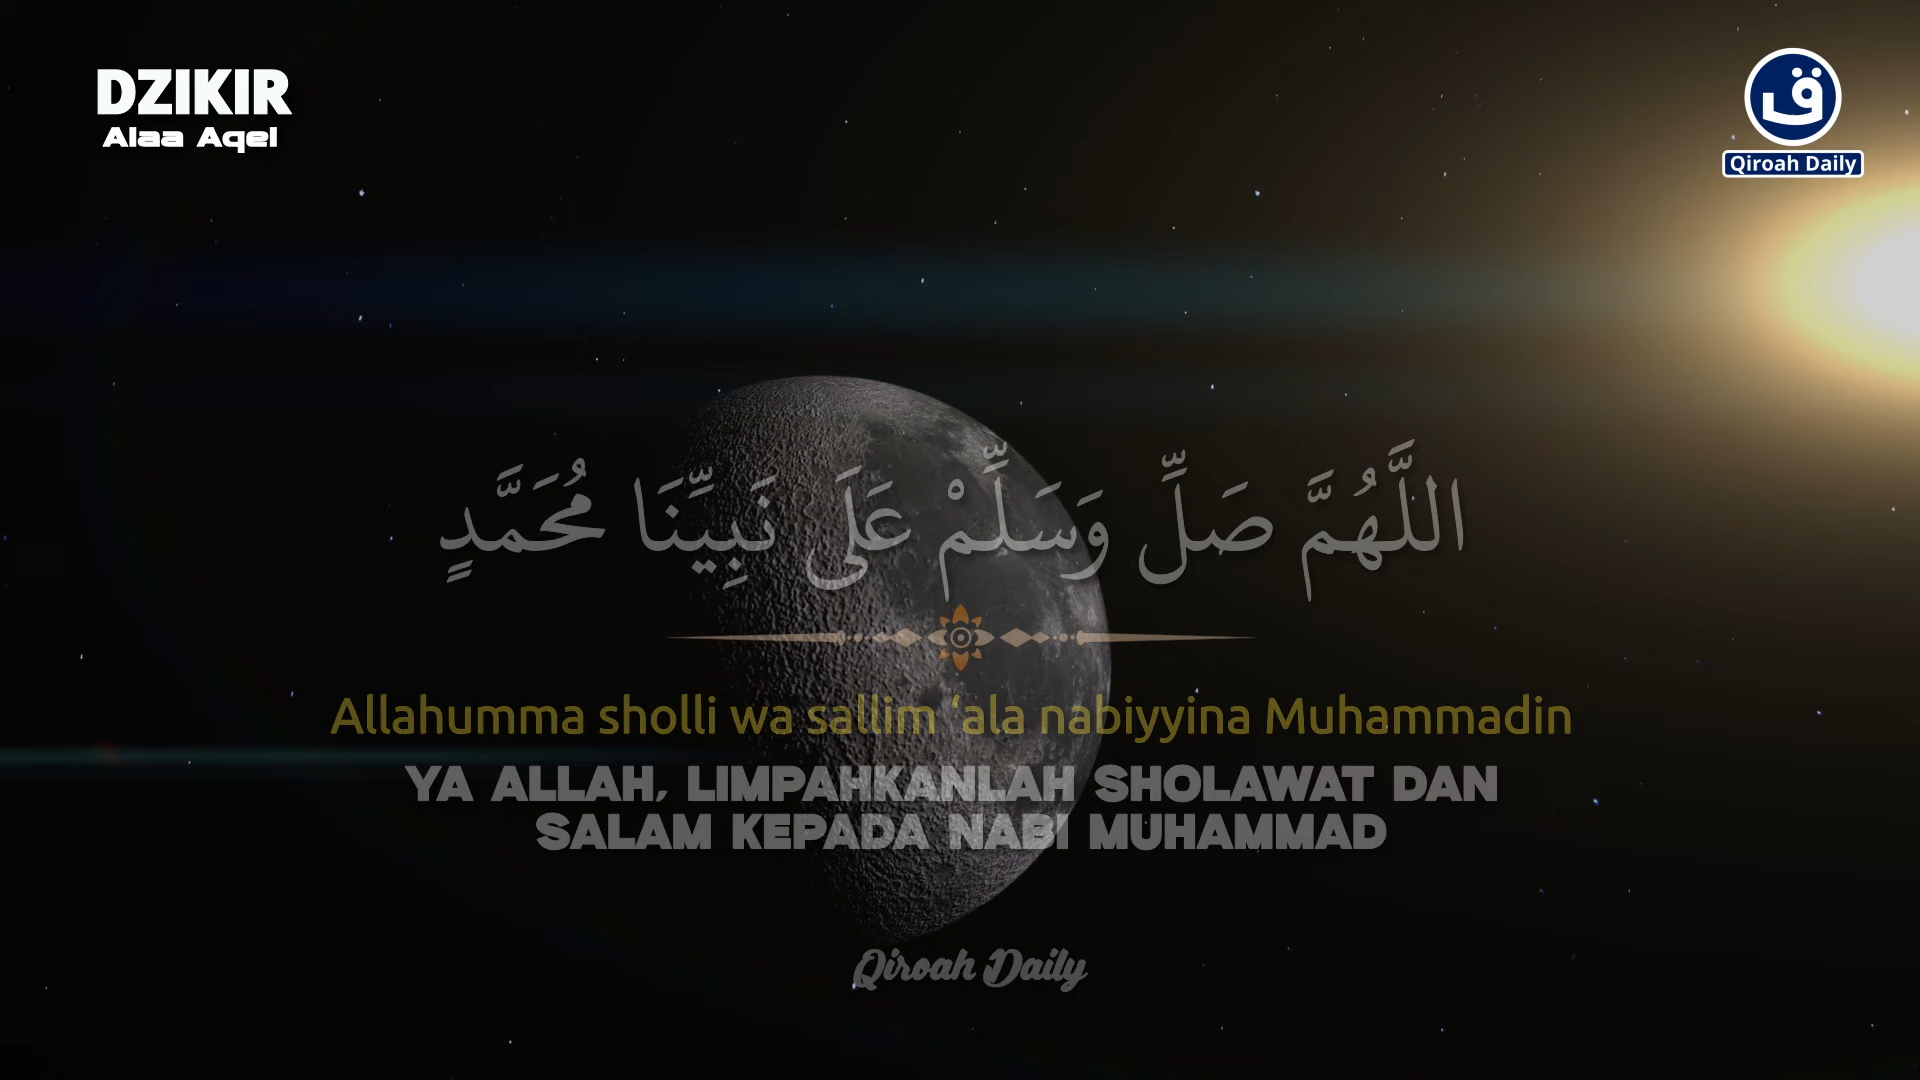 DZIKIR
Alaa Aqel
ق
Qiroah Daily
اللَّهُمَّ صَلِّ وَسَلِّمْ عَلَى نَبِيِّنَا مُحَمَّدٍ
Allahumma sholli wa sallim ‘ala nabiyyina Muhammadin
YA ALLAH, LIMPAHKANLAH SHOLAWAT DAN
SALAM KEPADA NABI MUHAMMAD
Qiroah Daily